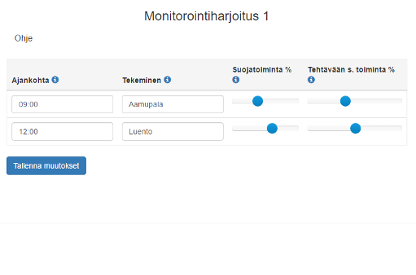 Monitorointiharjoitus 1
Ohje
Ajankohta Tekeminen Suojatoiminta % Tehtävään s. toiminta %
09:00 Aamupala
12:00 Luento
Tallenna muutokset